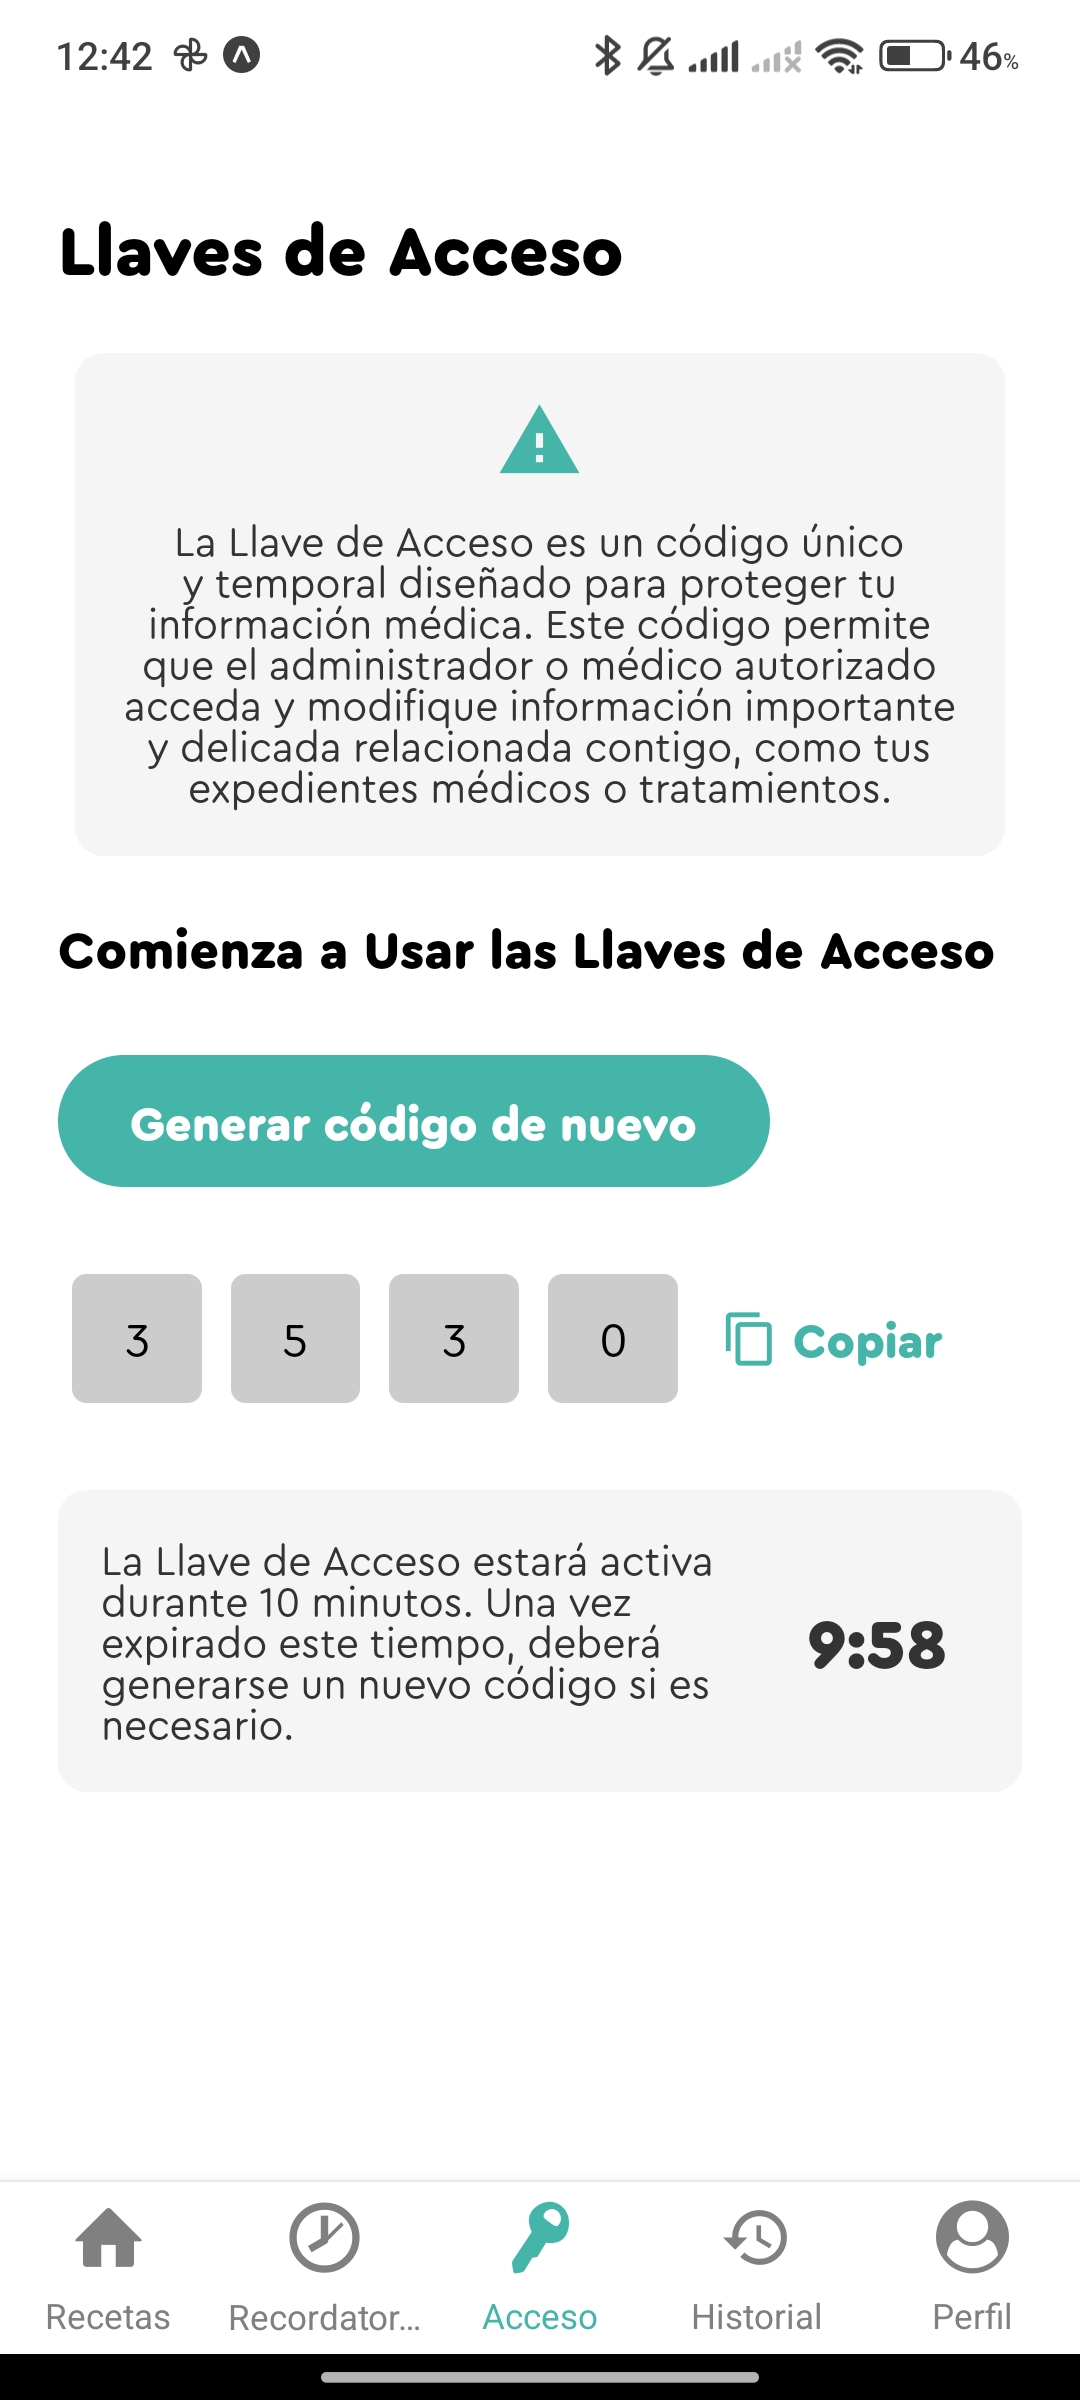 12:42
46%
Llaves de Acceso
La Llave de Acceso es un código único
y temporal diseñado para proteger tu
información médica. Este código permite
que el administrador o médico autorizado
acceda y modifique información importante
y delicada relacionada contigo, como tus
expedientes médicos o tratamientos.
Comienza a Usar las Llaves de Acceso
Generar código de nuevo
3 5 3 0 Copiar
La Llave de Acceso estará activa
durante 10 minutos. Una vez
expirado este tiempo, deberá
generarse un nuevo código si es
necesario.
9:58
Recetas
Recordator...
Acceso
Historial
Perfil